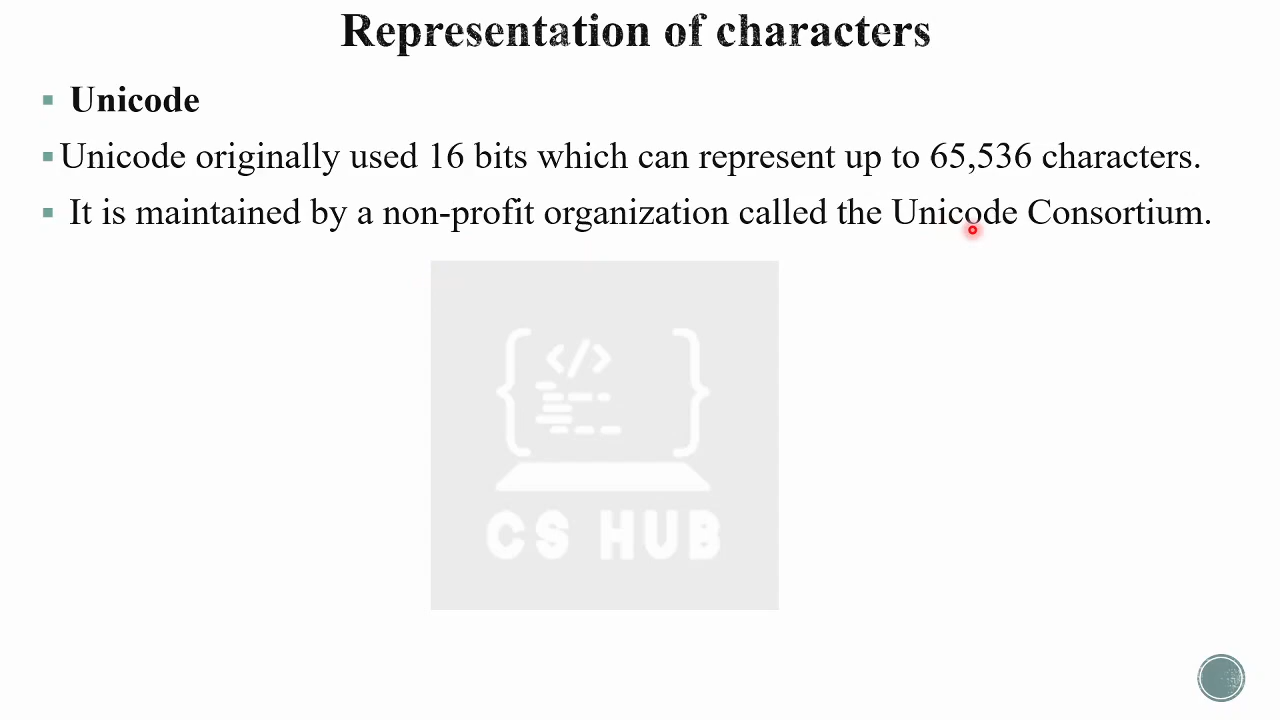 Representation of characters
Unicode
Unicode originally used 16 bits which can represent up to 65,536 characters.
It is maintained by a non-profit organization called the Unicode Consortium.
</>
CS HUB